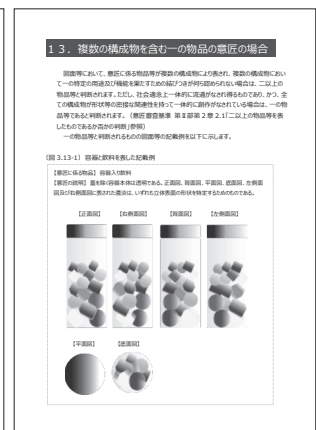 13．複数の構成物を含む一の物品の意匠の場合
図面等において、意匠に係る物品等が複数の構成物により表され、複数の構成物におい
て一の特定の用途及び機能を果たすための結びつきが何ら認められない場合は、二以上の
物品等と判断されます。ただし、社会通念上一体的に流通がなされ得るものであり、かつ、全
ての構成物が形状等の密接な関連性を持って一体的に創作がなされている場合は、一の物
品等であると判断されます。（意匠審査基準 第Ⅱ部第２章 2.1「二以上の物品等を表
したものであるか否かの判断」参照）
一の物品等と判断されるものの図面等の記載例を以下に示します。
（図 3.13-1）容器と飲料を表した記載例
【意匠に係る物品】容器入り飲料
【意匠の説明】蓋を除く容器本体は透明である。正面図、背面図、平面図、底面図、左側面
図及び右側面図に表された濃淡は、いずれも立体表面の形状を特定するためのものである。
【正面図】 【右側面図】 【背面図】 【左側面図】
【平面図】 【底面図】